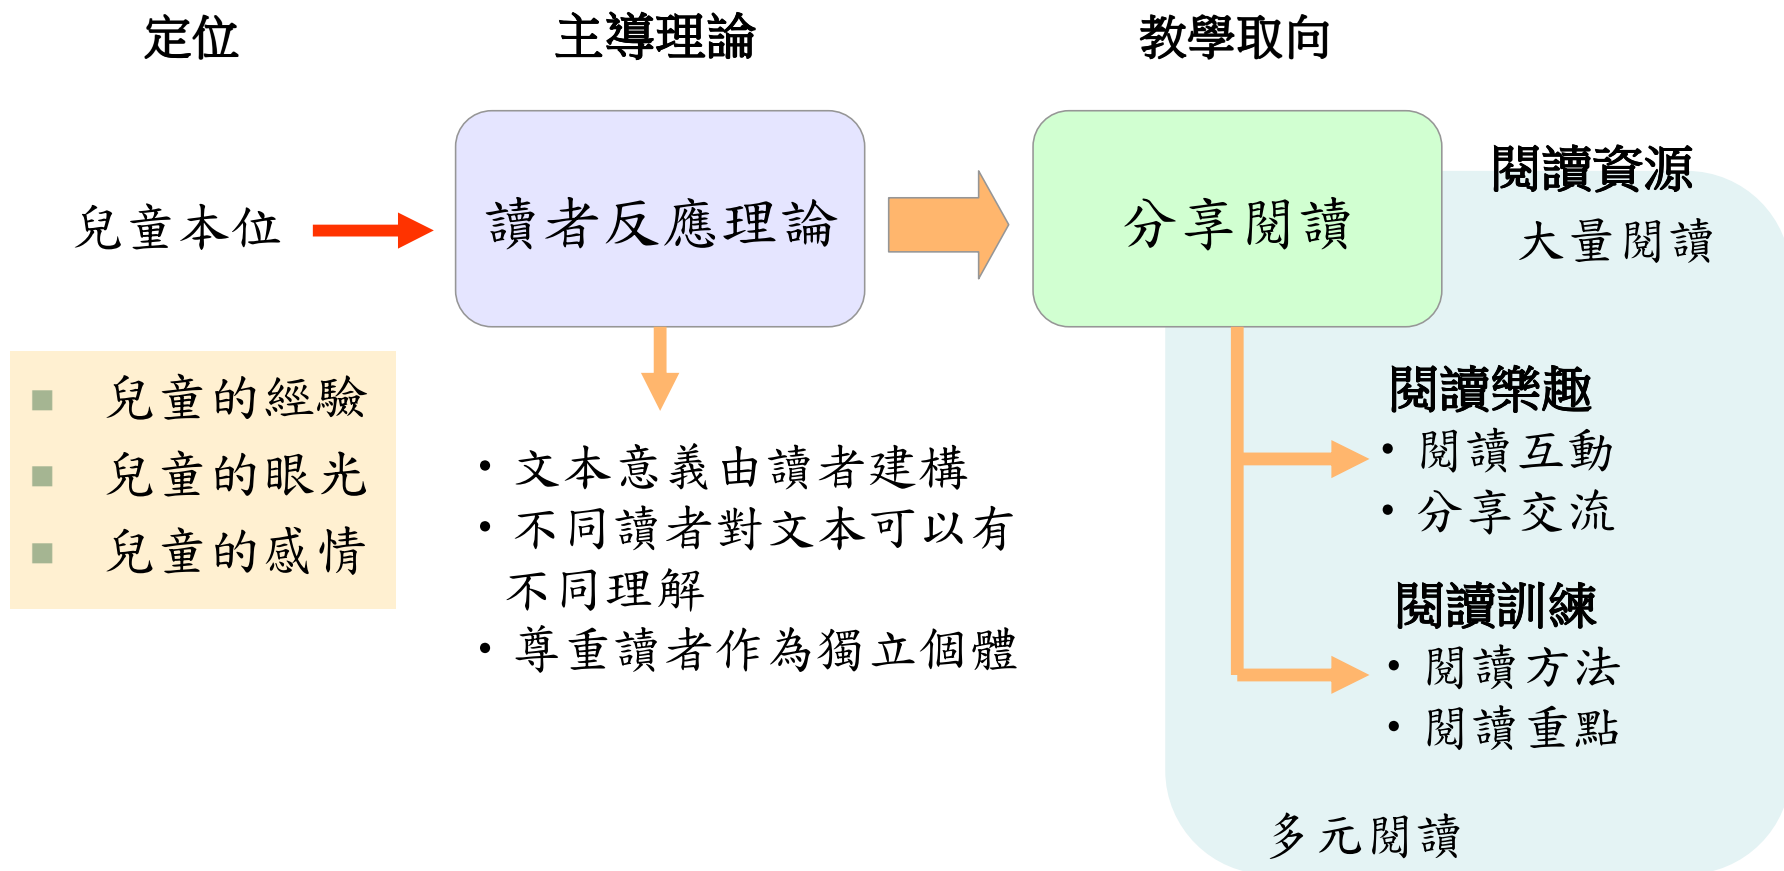 定位
主導理論
教學取向
兒童本位
讀者反應理論
分享閱讀
閱讀資源
大量閱讀
兒童的經驗
兒童的眼光
兒童的感情
• 文本意義由讀者建構
• 不同讀者對文本可以有
不同理解
• 尊重讀者作為獨立個體
閱讀樂趣
• 閱讀互動
• 分享交流
閱讀訓練
• 閱讀方法
• 閱讀重點
多元閱讀